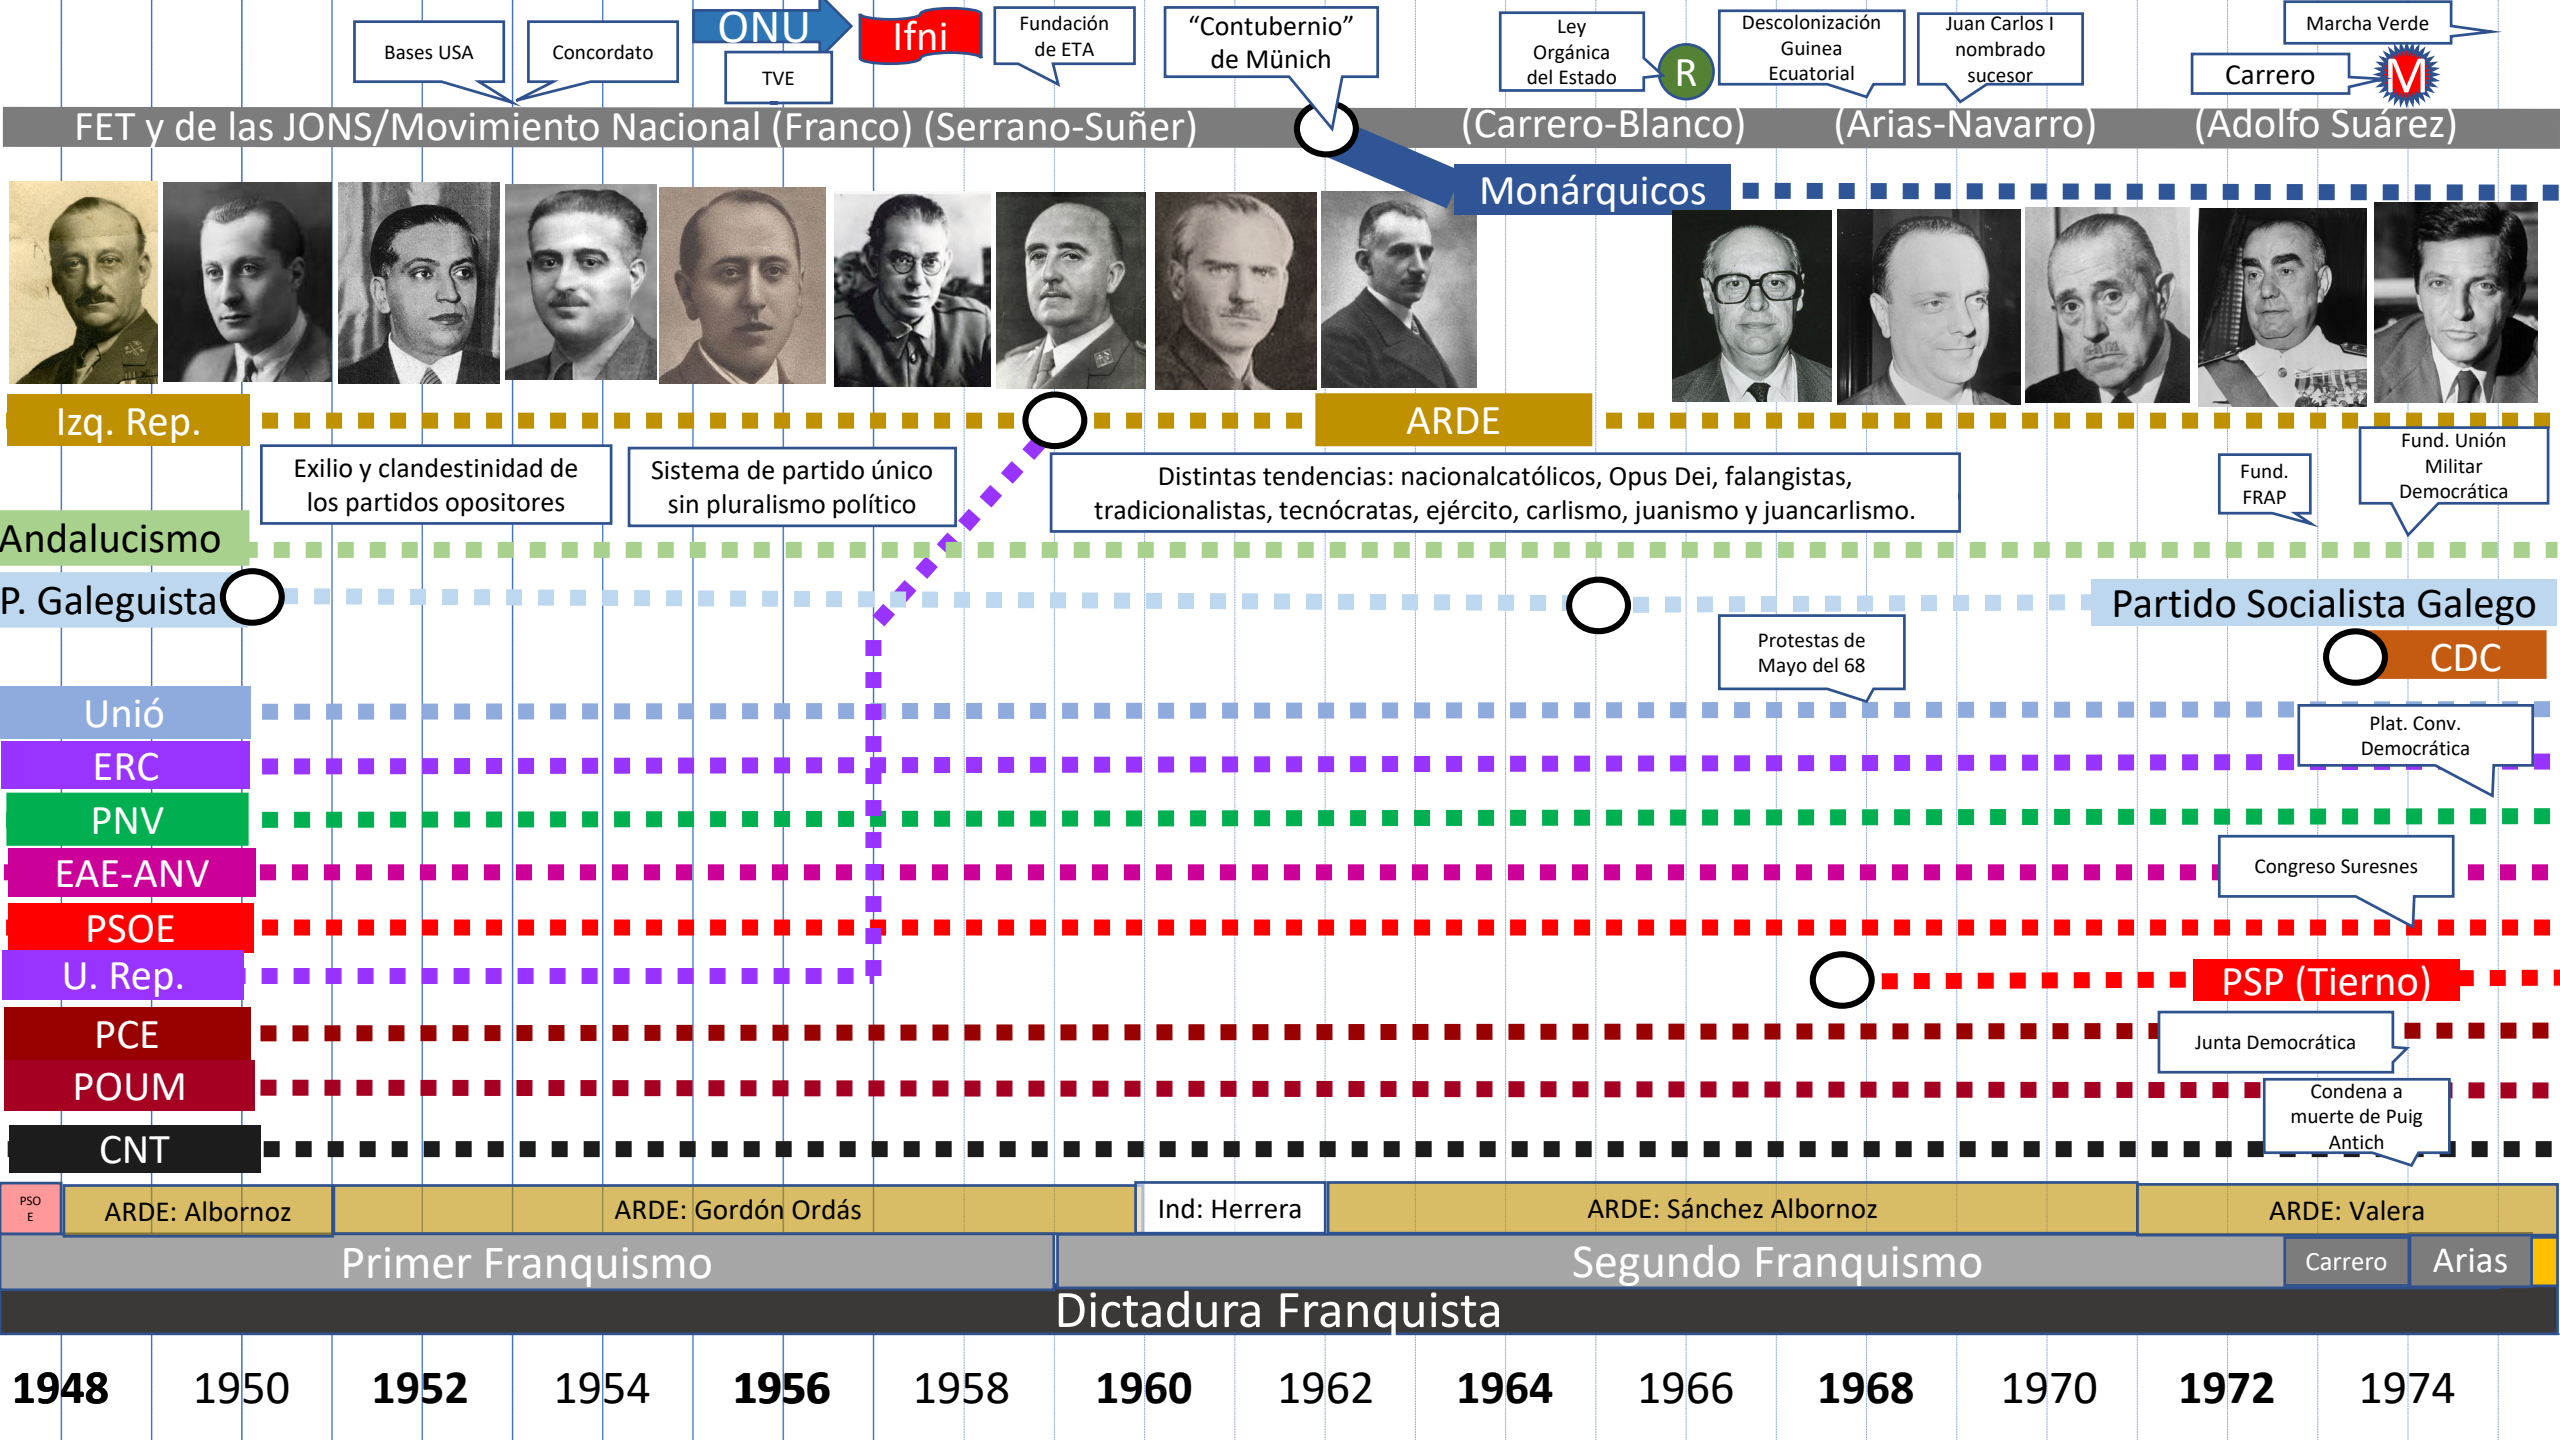 Bases USA
Concordato
ONU
TVE
Ifni
Fundación
de ETA
“Contubernio”
de Münich
Ley
Orgánica
del Estado
R
Descolonización
Guinea
Ecuatorial
Juan Carlos I
nombrado
sucesor
Marcha Verde
Carrero
M
FET y de las JONS/Movimiento Nacional (Franco) (Serrano-Suñer)
(Carrero-Blanco)
(Arias-Navarro)
(Adolfo Suárez)
Monárquicos
Izq. Rep.
ARDE
Exilio y clandestinidad de
los partidos opositores
Sistema de partido único
sin pluralismo político
Distintas tendencias: nacionalcatólicos, Opus Dei, falangistas,
tradicionalistas, tecnócratas, ejército, carlismo, juanismo y juancarlismo.
Fund.
FRAP
Fund. Unión
Militar
Democrática
Andalucismo
P. Galeguista
Partido Socialista Galego
Protestas de
Mayo del 68
CDC
Unió
Plat. Conv.
Democrática
ERC
PNV
EAE-ANV
Congreso Suresnes
PSOE
U. Rep.
PSP (Tierno)
PCE
Junta Democrática
POUM
Condena a
muerte de Puig
Antich
CNT
PSO
E
ARDE: Albornoz
ARDE: Gordón Ordás
Ind: Herrera
ARDE: Sánchez Albornoz
ARDE: Valera
Primer Franquismo
Segundo Franquismo
Carrero
Arias
Dictadura Franquista
1948
1950
1952
1954
1956
1958
1960
1962
1964
1966
1968
1970
1972
1974